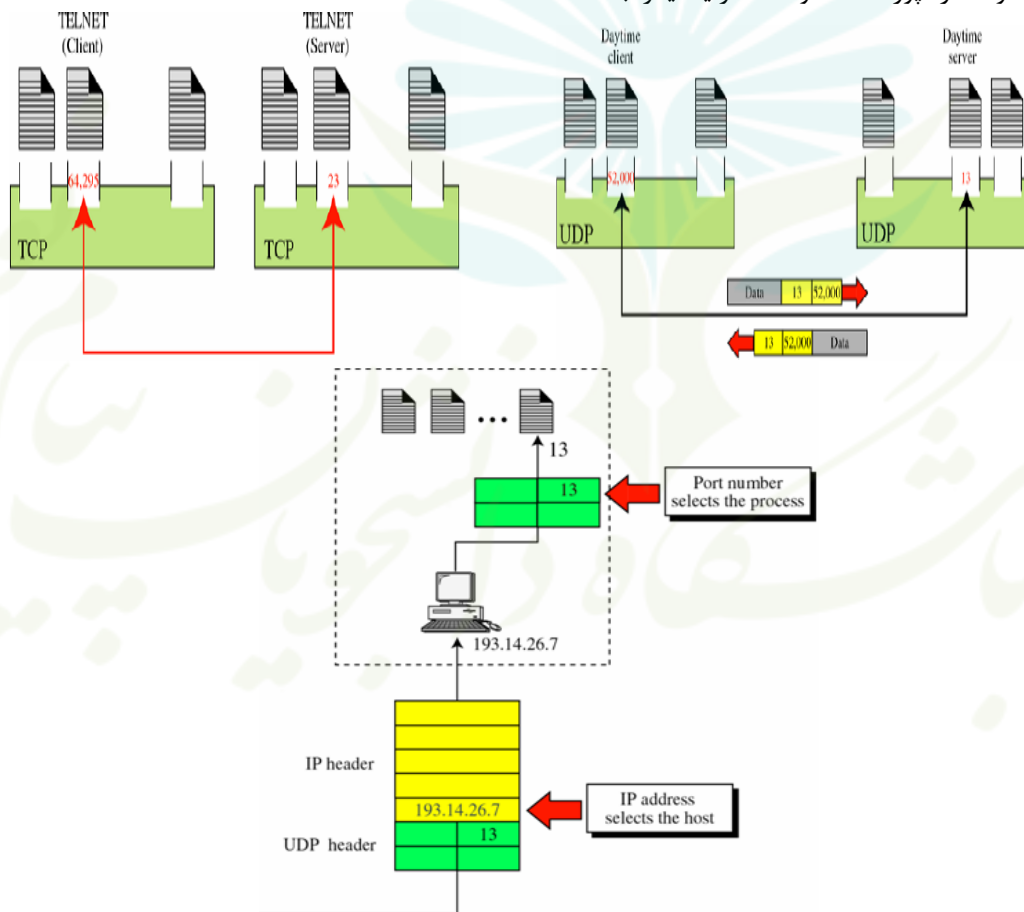 TELNET
(Client)
TELNET
(Server)
64,295
23
TCP
TCP
Daytime
client
Daytime
server
52,000
13
UDP
UDP
Data 13 52,000
13 52,000 Data
13
13
Port number
selects the process
193.14.26.7
IP header
193.14.26.7
IP address
selects the host
UDP header
13